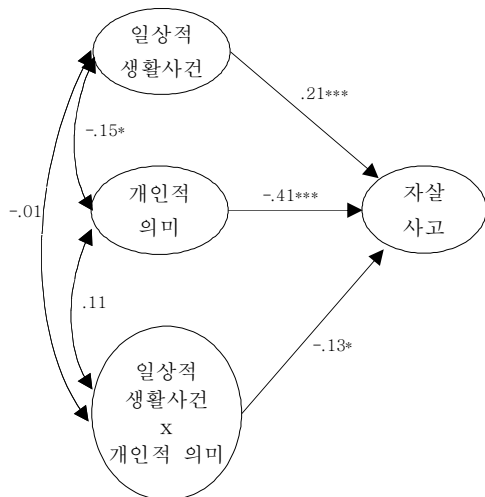 일상적
생활사건
.21***
-.15*
개인적
의미
-.41***
자살
사고
-.01
.11
-.13*
일상적
생활사건
x
개인적 의미